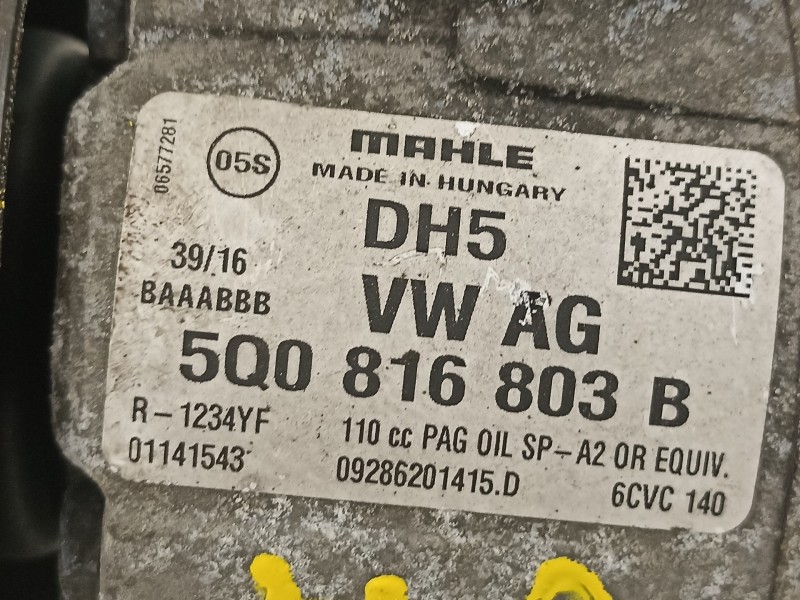 06577281
05S
MAHLE
MADE IN HUNGARY
DH5
39/16
BAAABBB
VW AG
5Q0 816 803 B
R-1234YF
110 cc PAG OIL SP-A2 OR EQUIV.
01141543
09286201415.D
6CVC 140